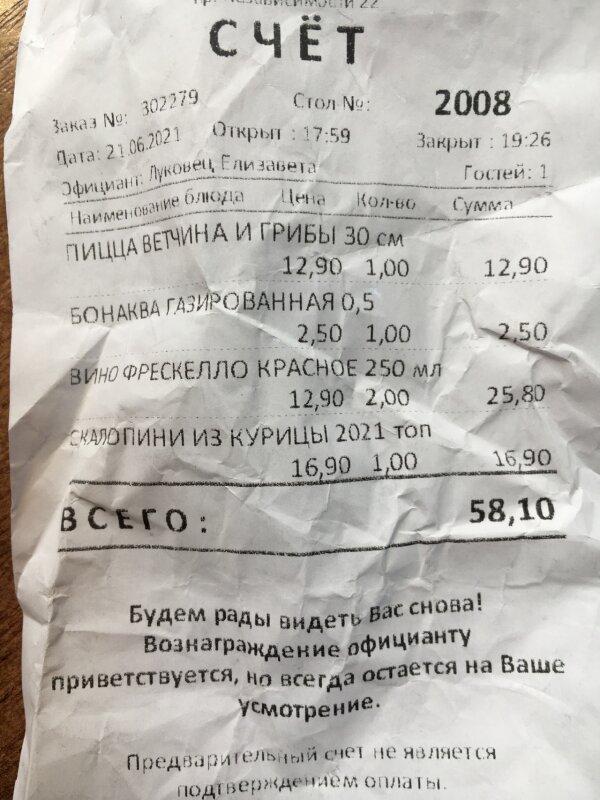 пр. Независимости 22
СЧЁТ
Заказ №: 302279 Стол №: 2008
Дата: 21.06.2021 Открыт : 17:59 Закрыт : 19:26
Официант: Луковец Елизавета Гостей: 1
Наименование блюда Цена Кол-во Сумма
ПИЦЦА ВЕТЧИНА И ГРИБЫ 30 см
12,90 1,00 12,90
БОНАКВА ГАЗИРОВАННАЯ 0,5
2,50 1,00 2,50
ВИНО ФРЕСКЕЛЛО КРАСНОЕ 250 мл
12,90 2,00 25,80
СКАЛОПИНИ ИЗ КУРИЦЫ 2021 топ
16,90 1,00 16,90
ВСЕГО: 58,10
Будем рады видеть Вас снова!
Вознаграждение официанту
приветствуется, но всегда остается на Ваше
усмотрение.
Предварительный счет не является
подтверждением оплаты.